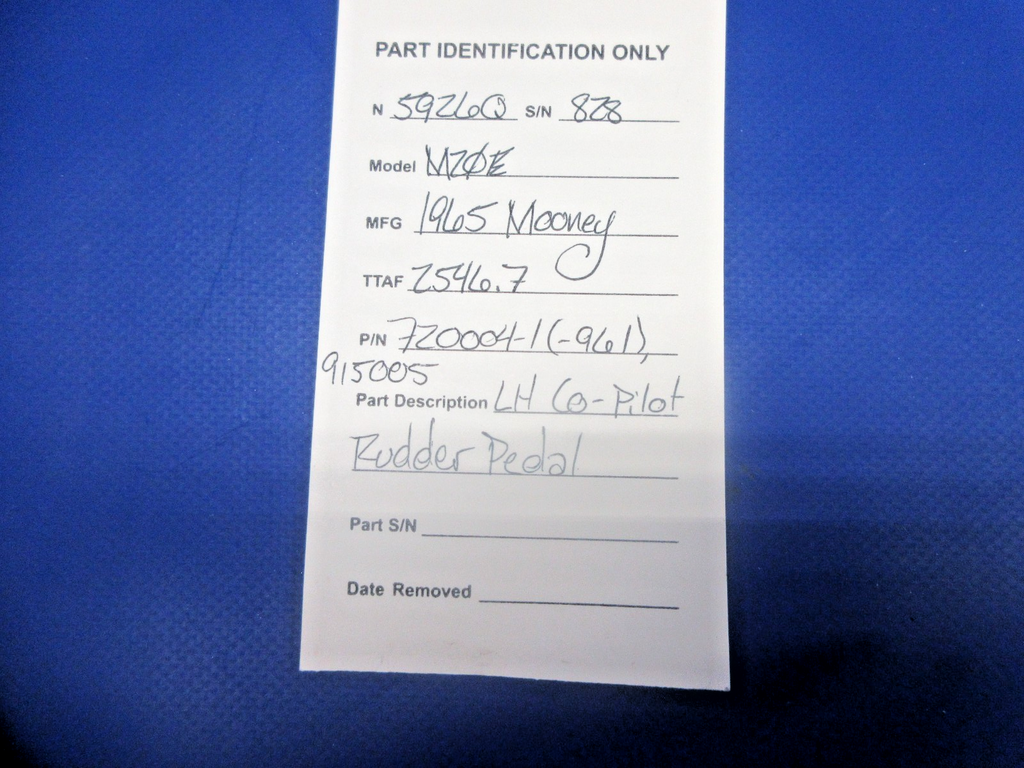 PART IDENTIFICATION ONLY
N 5926Q S/N 828
Model M20E
MFG 1965 Mooney
TTAF 2546.7
P/N 720004-1(-961),
915005
Part Description LH Co-Pilot
Rudder Pedal
Part S/N
Date Removed